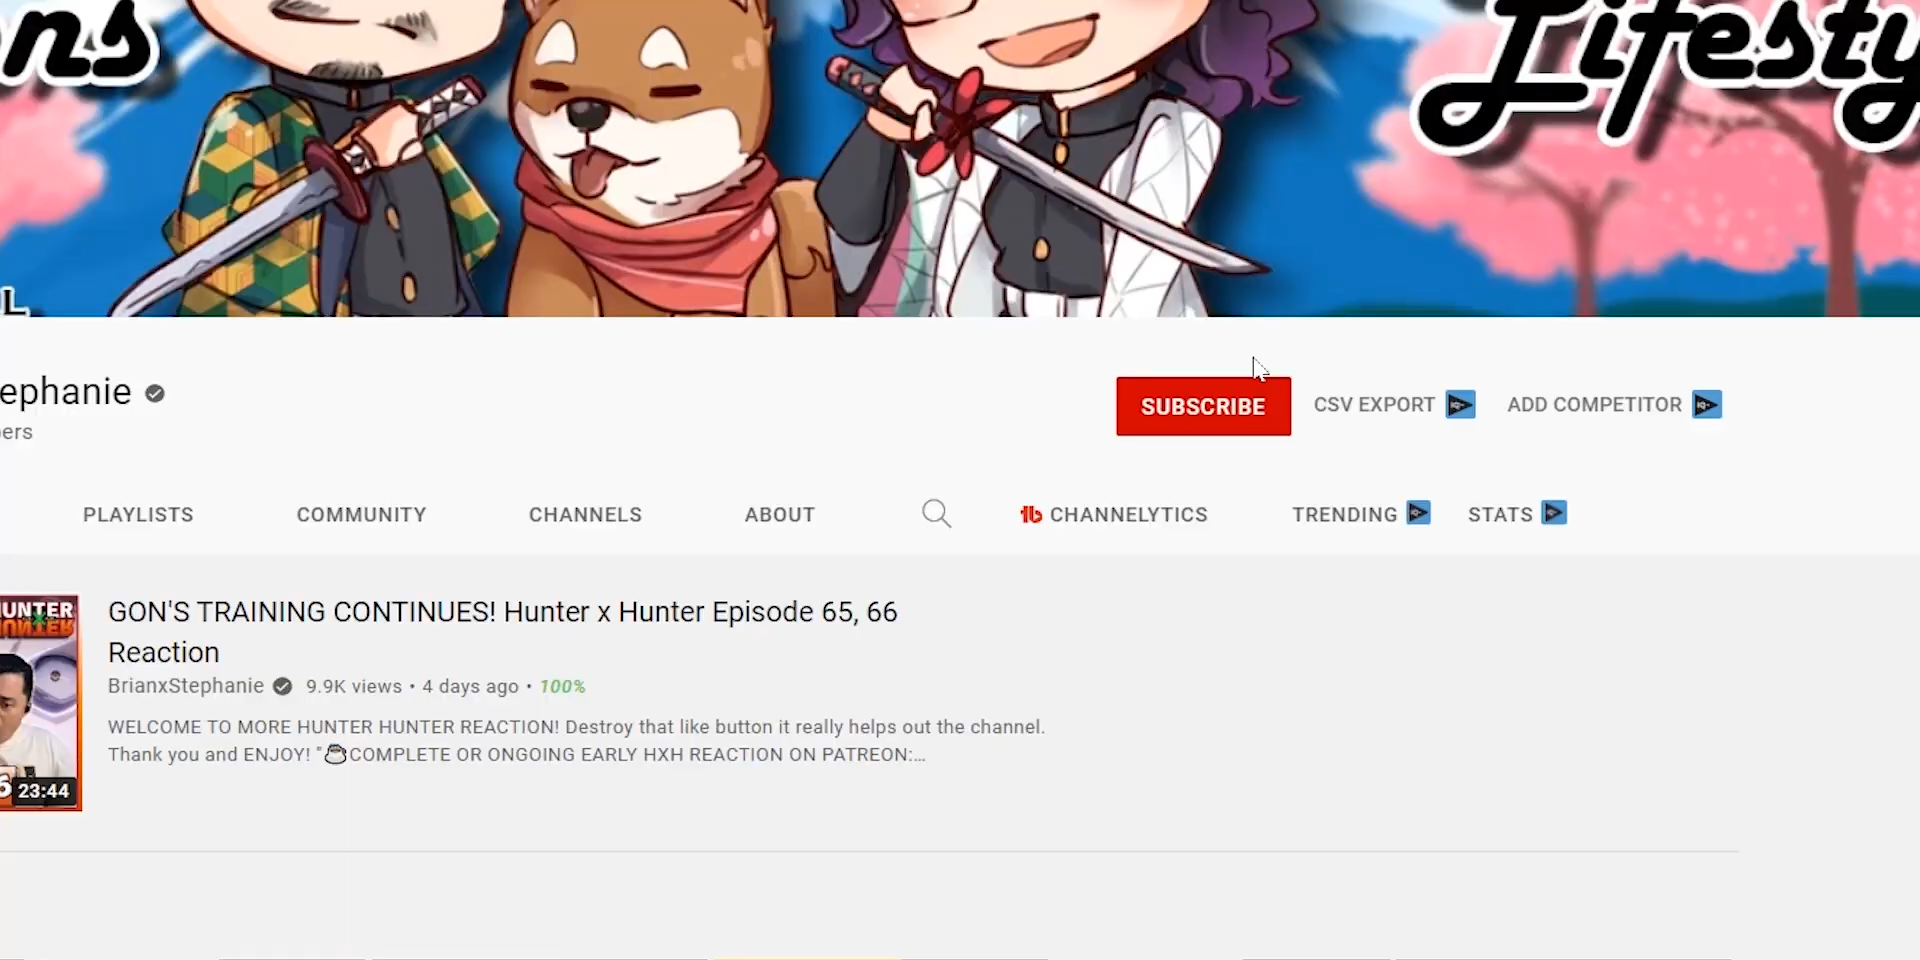 ns
Lifesty
L
ephanie
ers
SUBSCRIBE
CSV EXPORT
ADD COMPETITOR
PLAYLISTS
COMMUNITY
CHANNELS
ABOUT
CHANNELYTICS
TRENDING
STATS
UNTER
GON'S TRAINING CONTINUES! Hunter x Hunter Episode 65, 66
Reaction
BrianxStephanie 9.9K views • 4 days ago • 100%
WELCOME TO MORE HUNTER HUNTER REACTION! Destroy that like button it really helps out the channel.
Thank you and ENJOY! "COMPLETE OR ONGOING EARLY HXH REACTION ON PATREON:...
6 23:44